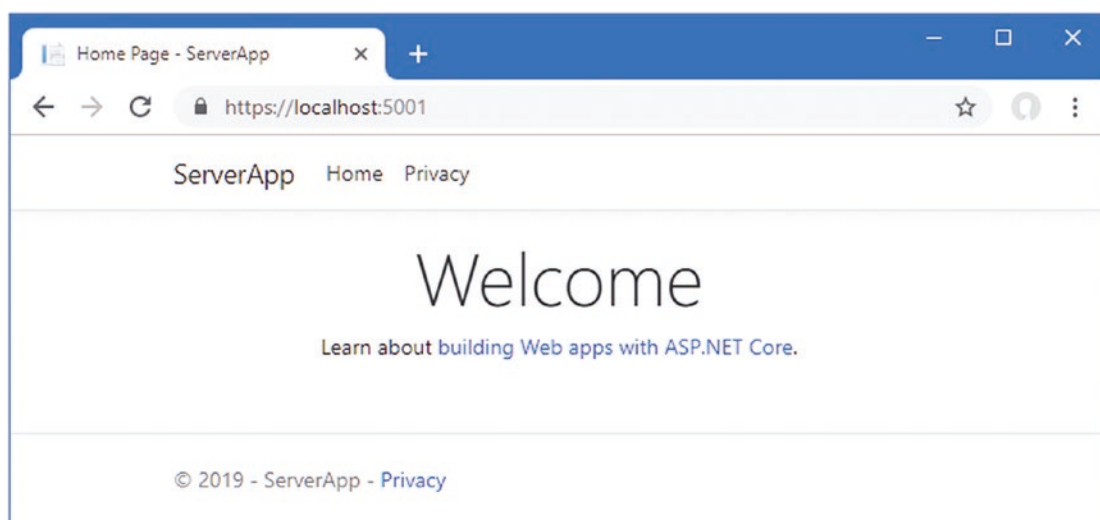 Home Page - ServerApp
https://localhost:5001
ServerApp Home Privacy
Welcome
Learn about building Web apps with ASP.NET Core.
© 2019 - ServerApp - Privacy